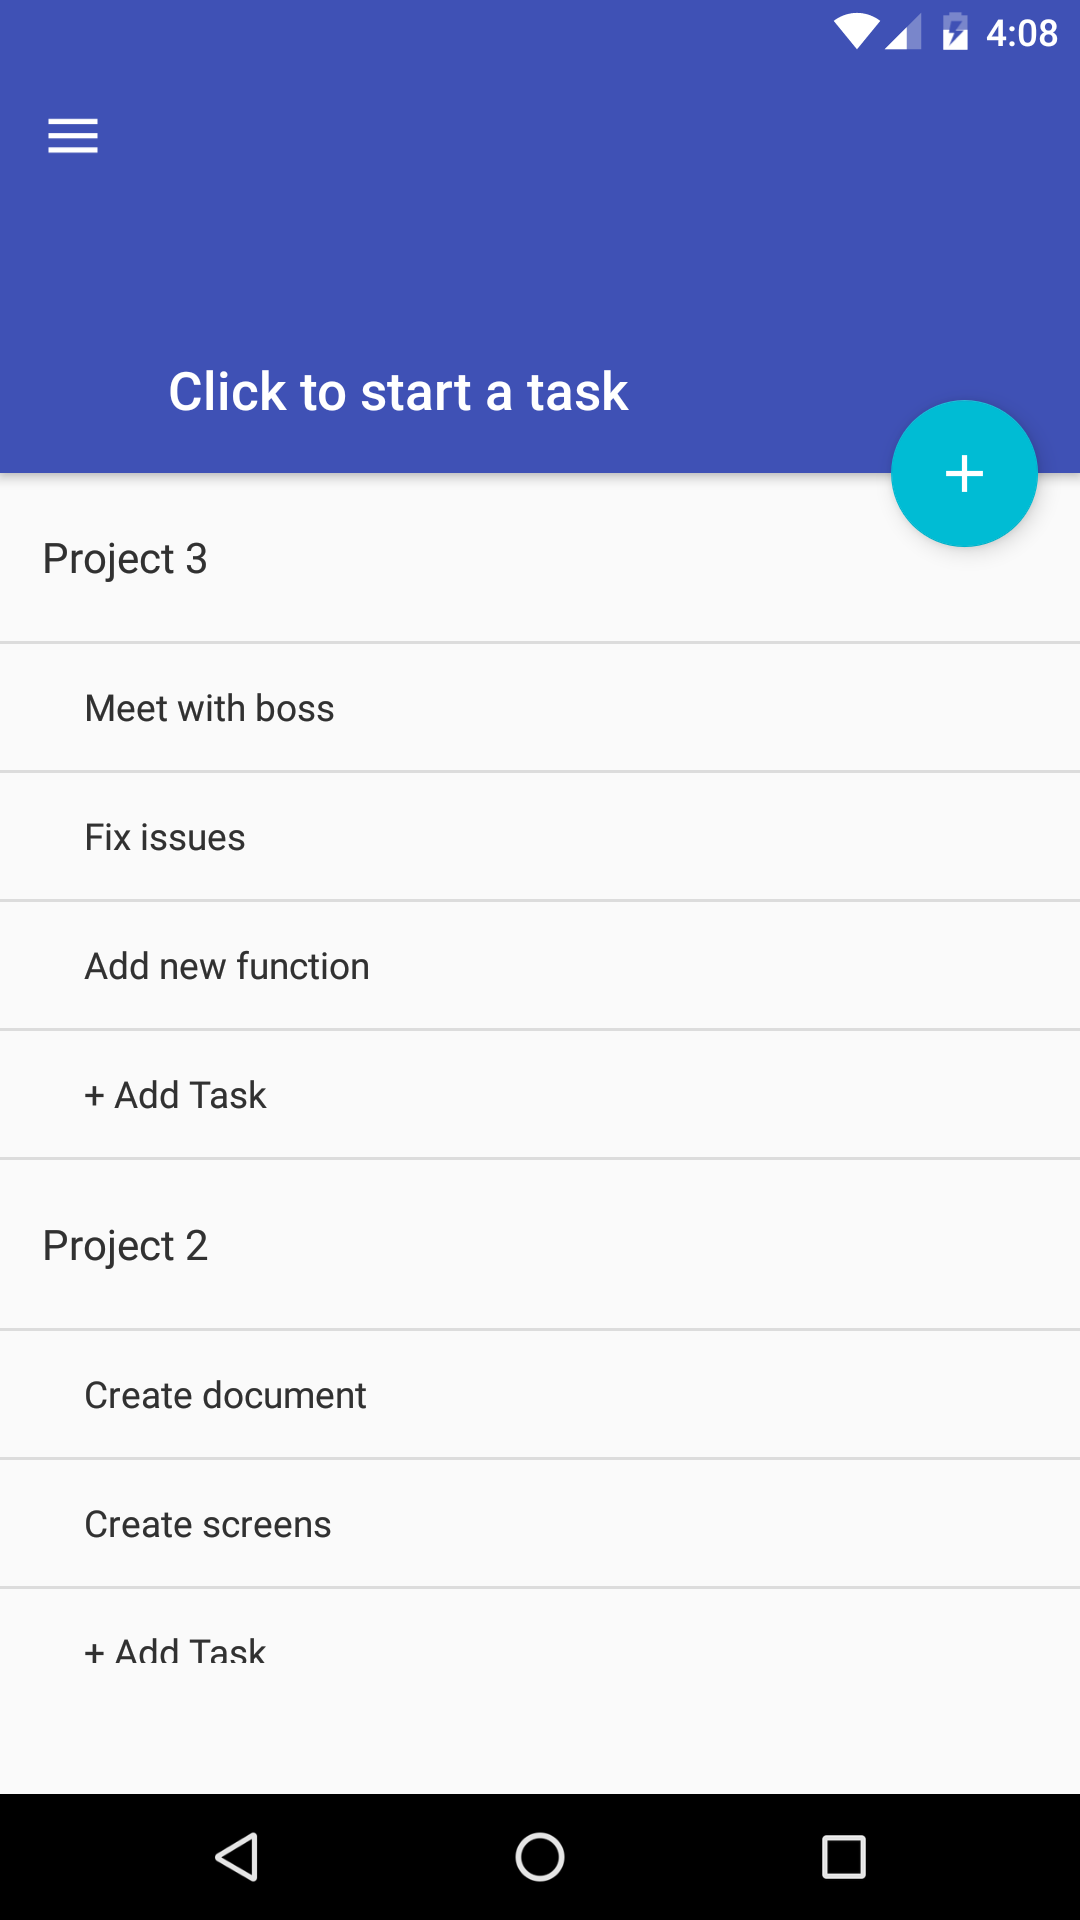 4:08
Click to start a task
Project 3
Meet with boss
Fix issues
Add new function
+ Add Task
Project 2
Create document
Create screens
+ Add Task